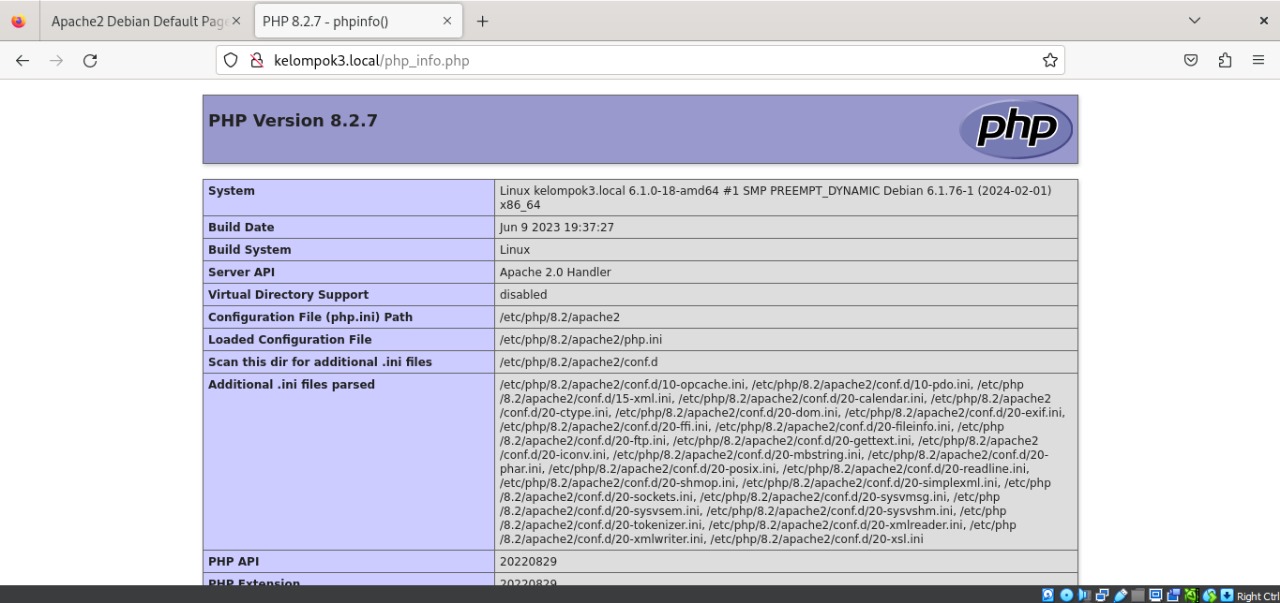 Apache2 Debian Default Page
PHP 8.2.7 - phpinfo()
kelompok3.local/php_info.php
PHP Version 8.2.7
php
System
Linux kelompok3.local 6.1.0-18-amd64 #1 SMP PREEMPT_DYNAMIC Debian 6.1.76-1 (2024-02-01)
x86_64
Build Date
Jun 9 2023 19:37:27
Build System
Linux
Server API
Apache 2.0 Handler
Virtual Directory Support
disabled
Configuration File (php.ini) Path
/etc/php/8.2/apache2
Loaded Configuration File
/etc/php/8.2/apache2/php.ini
Scan this dir for additional .ini files
/etc/php/8.2/apache2/conf.d
Additional .ini files parsed
/etc/php/8.2/apache2/conf.d/10-opcache.ini, /etc/php/8.2/apache2/conf.d/10-pdo.ini, /etc/php
/8.2/apache2/conf.d/15-xml.ini, /etc/php/8.2/apache2/conf.d/20-calendar.ini, /etc/php/8.2/apache2
/conf.d/20-ctype.ini, /etc/php/8.2/apache2/conf.d/20-dom.ini, /etc/php/8.2/apache2/conf.d/20-exif.ini,
/etc/php/8.2/apache2/conf.d/20-ffi.ini, /etc/php/8.2/apache2/conf.d/20-fileinfo.ini, /etc/php
/8.2/apache2/conf.d/20-ftp.ini, /etc/php/8.2/apache2/conf.d/20-gettext.ini, /etc/php/8.2/apache2
/conf.d/20-iconv.ini, /etc/php/8.2/apache2/conf.d/20-mbstring.ini, /etc/php/8.2/apache2/conf.d/20-
phar.ini, /etc/php/8.2/apache2/conf.d/20-posix.ini, /etc/php/8.2/apache2/conf.d/20-readline.ini,
/etc/php/8.2/apache2/conf.d/20-shmop.ini, /etc/php/8.2/apache2/conf.d/20-simplexml.ini, /etc/php
/8.2/apache2/conf.d/20-sockets.ini, /etc/php/8.2/apache2/conf.d/20-sysvmsg.ini, /etc/php
/8.2/apache2/conf.d/20-sysvsem.ini, /etc/php/8.2/apache2/conf.d/20-sysvshm.ini, /etc/php
/8.2/apache2/conf.d/20-tokenizer.ini, /etc/php/8.2/apache2/conf.d/20-xmlreader.ini, /etc/php
/8.2/apache2/conf.d/20-xmlwriter.ini, /etc/php/8.2/apache2/conf.d/20-xsl.ini
PHP API
20220829
PHP Extension
20220829
Right Ctrl